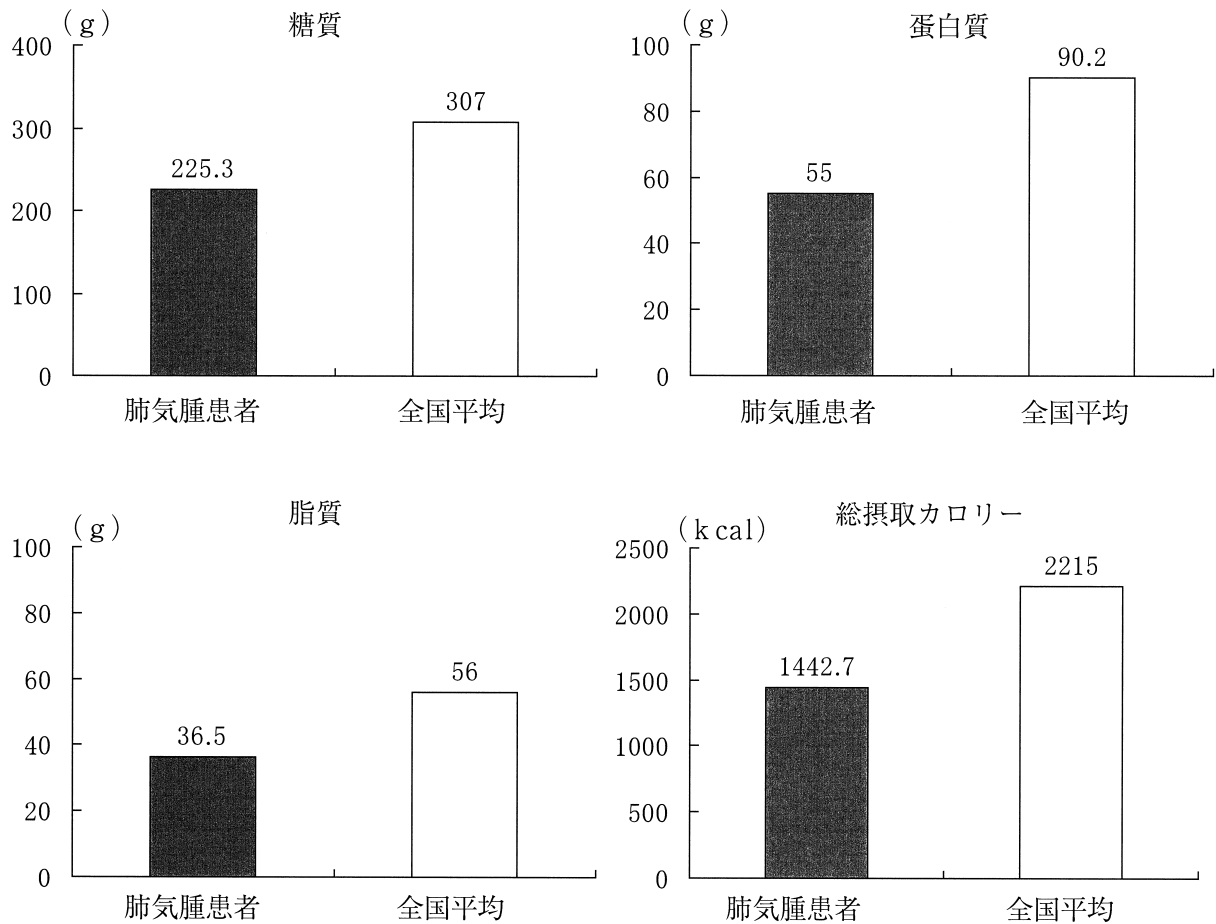 糖質
(g)
400
300
200
100
0
225.3
307
肺気腫患者
全国平均
蛋白質
(g)
100
80
60
40
20
0
55
90.2
肺気腫患者
全国平均
脂質
(g)
100
80
60
40
20
0
36.5
56
肺気腫患者
全国平均
総摂取カロリー
(kcal)
2500
2000
1500
1000
500
0
1442.7
2215
肺気腫患者
全国平均